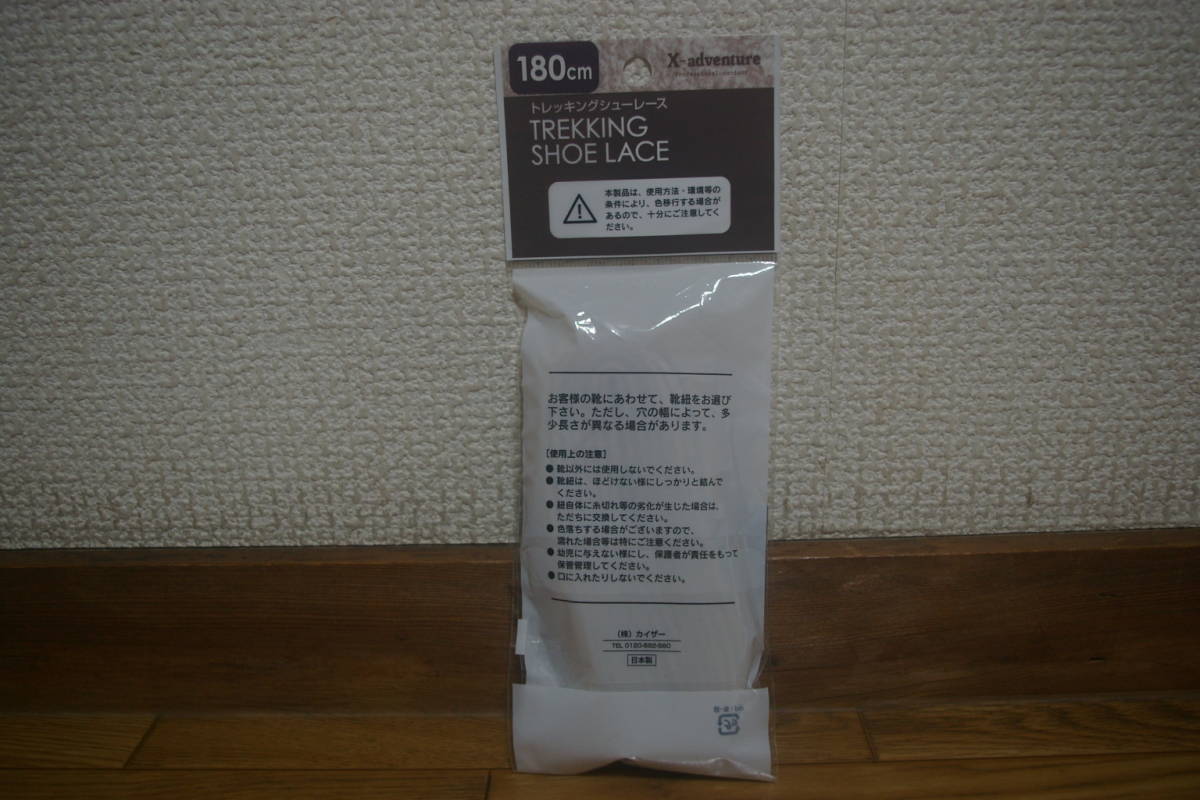 180cm
X-adventure
トレッキングシューレース
TREKKING
SHOE LACE
本製品は、使用方法・環境等の
条件により、色移行する場合が
あるので、十分にご注意してく
ださい。
お客様の靴にあわせて、靴紐をお選び
下さい。ただし、穴の幅によって、多
少長さが異なる場合があります。
[使用上の注意]
● 靴以外には使用しないでください。
● 靴紐は、ほどけない様にしっかりと結んで
ください。
● 紐自体に糸切れ等の劣化が生じた場合は、
ただちに交換してください。
● 色落ちする場合がございますので、
濡れた場合等は特にご注意ください。
● 幼児に与えない様にし、保護者が責任をもって
保管管理してください。
● 口に入れたりしないでください。
(株) カイザー
TEL 0120-882-580
日本製